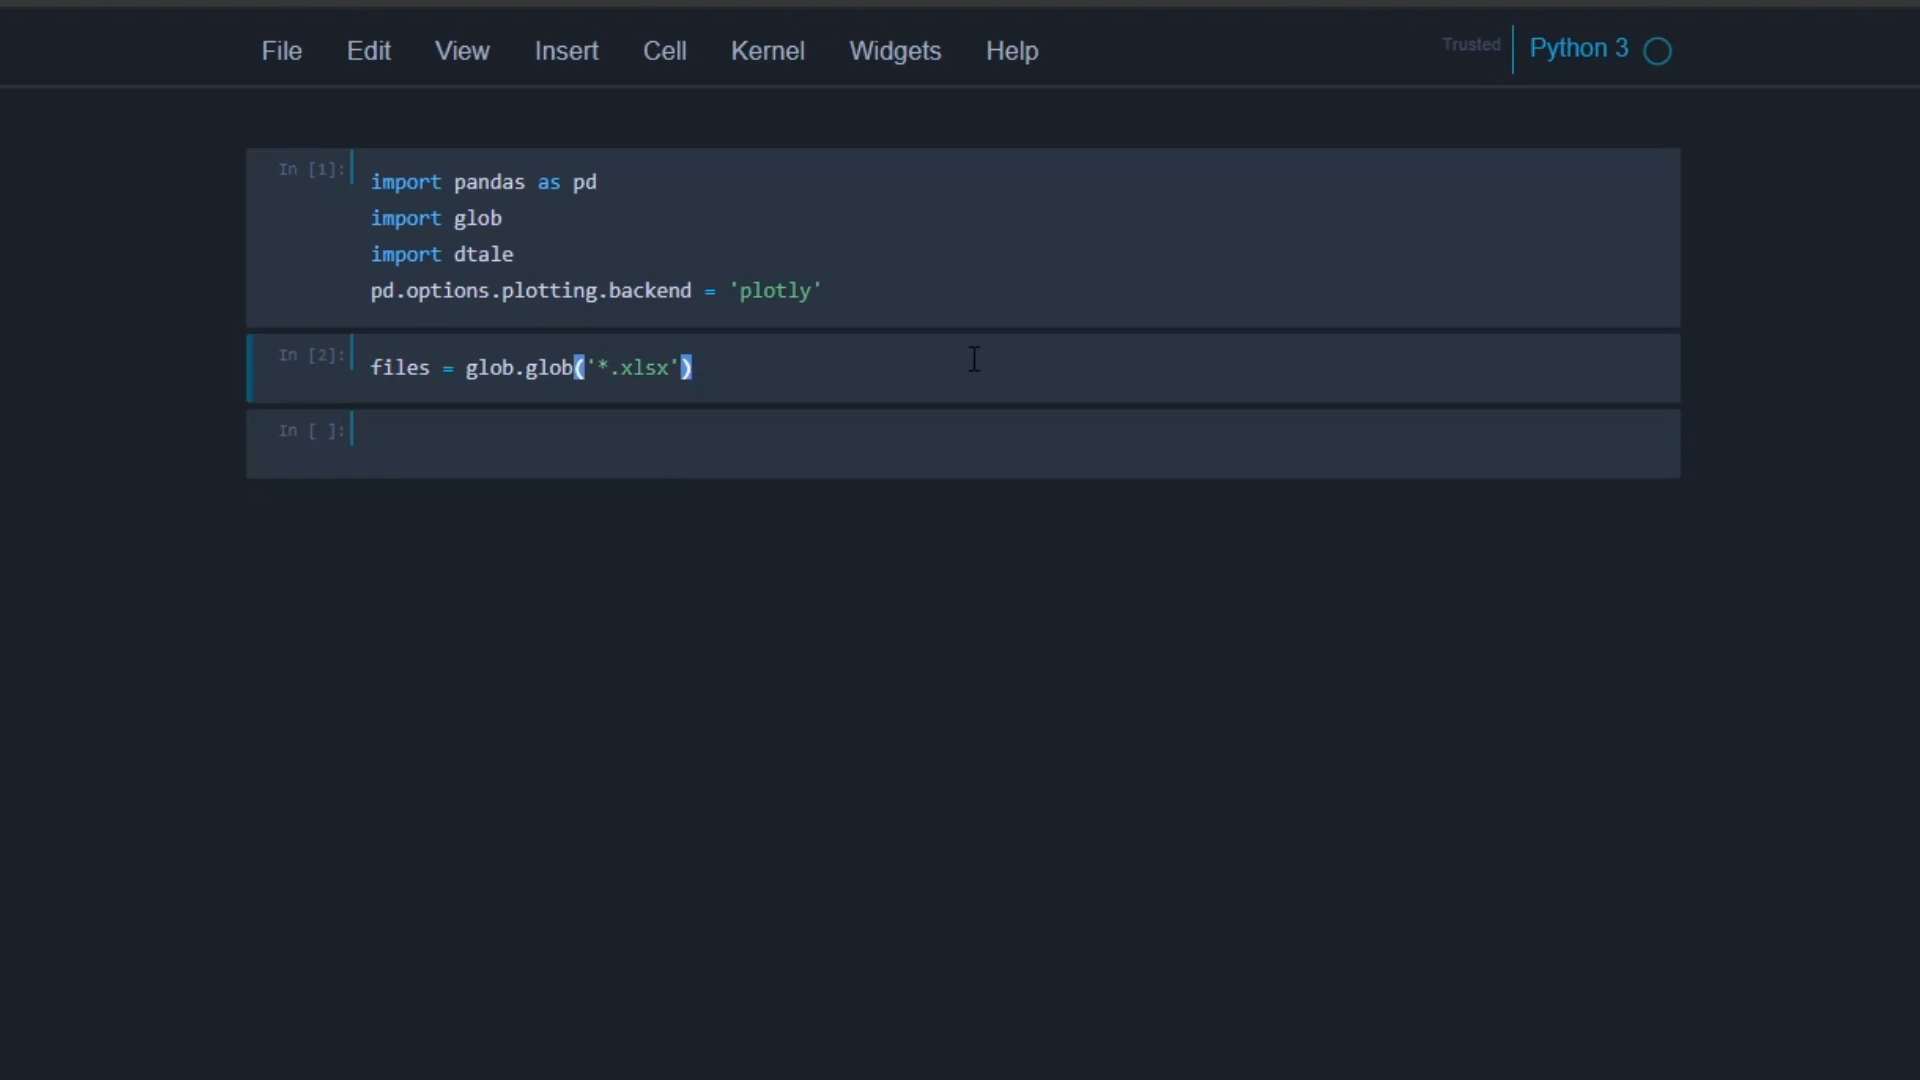 File Edit View Insert Cell Kernel Widgets Help Trusted Python 3
In [1]: import pandas as pd
import glob
import dtale
pd.options.plotting.backend = 'plotly'
In [2]: files = glob.glob('*.xlsx')
In [ ]: